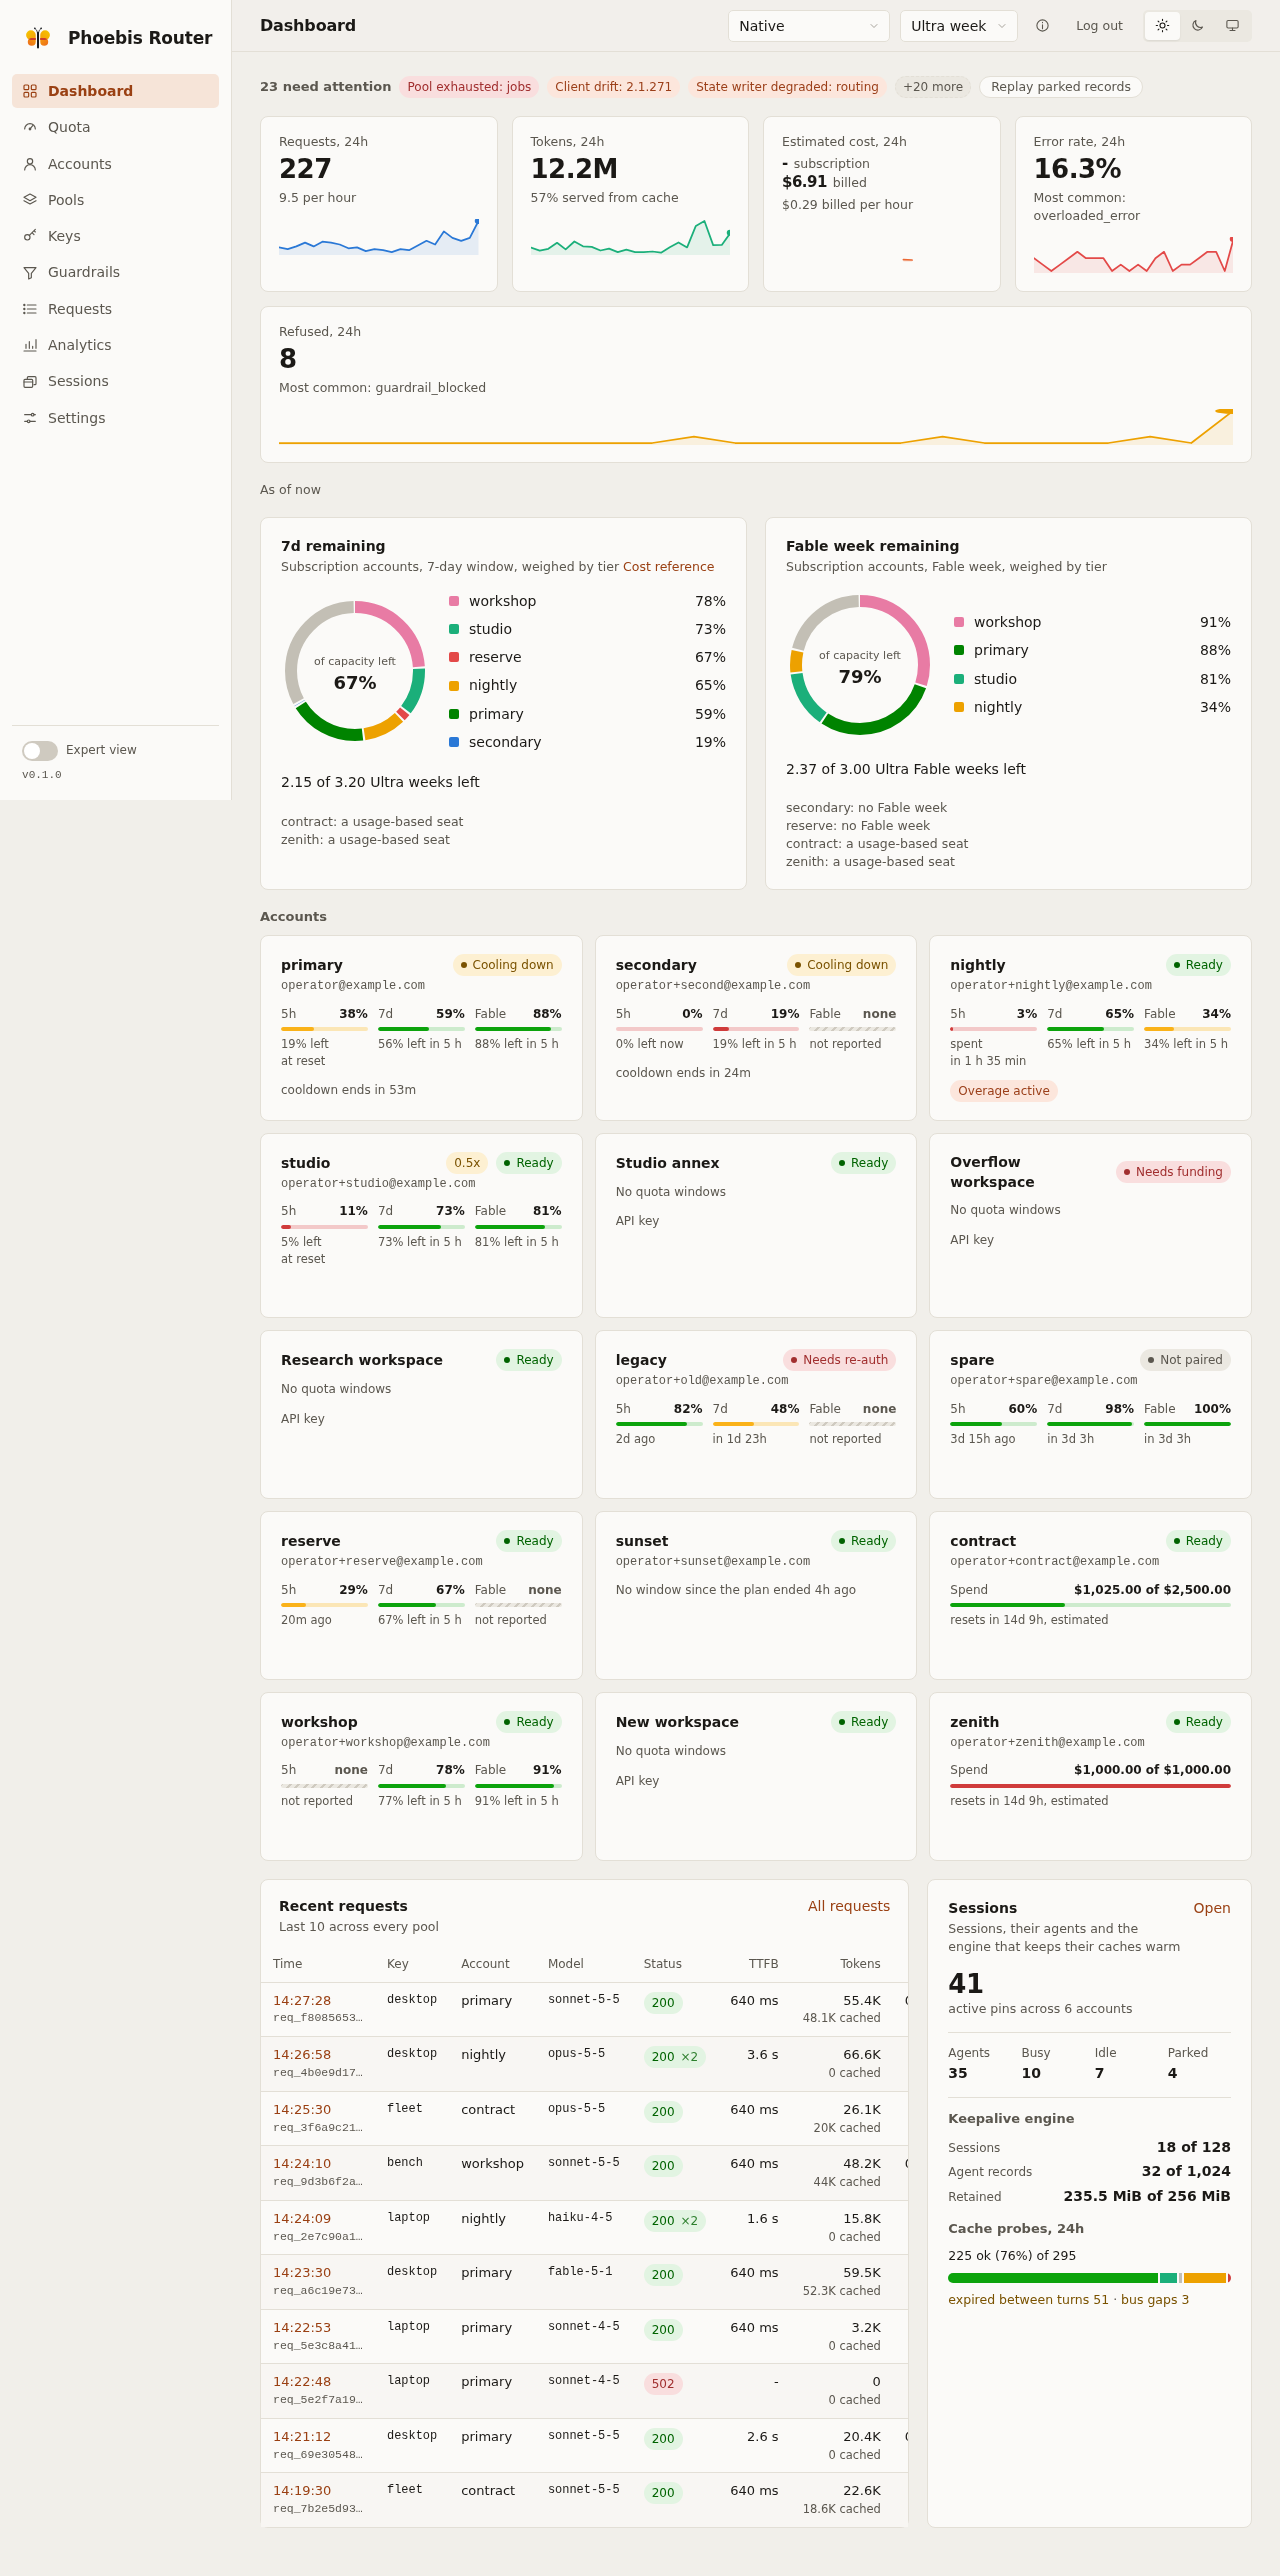 Phoebis Router
Dashboard
Quota
Accounts
Pools
Keys
Guardrails
Requests
Analytics
Sessions
Settings
Expert view
v0.1.0
Dashboard
Native
Ultra week
Log out
23 need attention Pool exhausted: jobs Client drift: 2.1.271 State writer degraded: routing +20 more Replay parked records
Requests, 24h
227
9.5 per hour
Tokens, 24h
12.2M
57% served from cache
Estimated cost, 24h
- subscription
$6.91 billed
$0.29 billed per hour
Error rate, 24h
16.3%
Most common:
overloaded_error
Refused, 24h
8
Most common: guardrail_blocked
As of now
7d remaining
Subscription accounts, 7-day window, weighed by tier Cost reference
of capacity left
67%
workshop 78%
studio 73%
reserve 67%
nightly 65%
primary 59%
secondary 19%
2.15 of 3.20 Ultra weeks left
contract: a usage-based seat
zenith: a usage-based seat
Fable week remaining
Subscription accounts, Fable week, weighed by tier
of capacity left
79%
workshop 91%
primary 88%
studio 81%
nightly 34%
2.37 of 3.00 Ultra Fable weeks left
secondary: no Fable week
reserve: no Fable week
contract: a usage-based seat
zenith: a usage-based seat
Accounts
primary Cooling down
operator@example.com
5h 38% 7d 59% Fable 88%
19% left at reset 56% left in 5 h 88% left in 5 h
cooldown ends in 53m
secondary Cooling down
operator+second@example.com
5h 0% 7d 19% Fable none
0% left now 19% left in 5 h not reported
cooldown ends in 24m
nightly Ready
operator+nightly@example.com
5h 3% 7d 65% Fable 34%
spent in 1 h 35 min 65% left in 5 h 34% left in 5 h
Overage active
studio 0.5x Ready
operator+studio@example.com
5h 11% 7d 73% Fable 81%
5% left at reset 73% left in 5 h 81% left in 5 h
Studio annex Ready
No quota windows
API key
Overflow workspace Needs funding
No quota windows
API key
Research workspace Ready
No quota windows
API key
legacy Needs re-auth
operator+old@example.com
5h 82% 7d 48% Fable none
2d ago in 1d 23h not reported
spare Not paired
operator+spare@example.com
5h 60% 7d 98% Fable 100%
3d 15h ago in 3d 3h in 3d 3h
reserve Ready
operator+reserve@example.com
5h 29% 7d 67% Fable none
20m ago 67% left in 5 h not reported
sunset Ready
operator+sunset@example.com
No window since the plan ended 4h ago
contract Ready
operator+contract@example.com
Spend $1,025.00 of $2,500.00
resets in 14d 9h, estimated
workshop Ready
operator+workshop@example.com
5h none 7d 78% Fable 91%
not reported 77% left in 5 h 91% left in 5 h
New workspace Ready
No quota windows
API key
zenith Ready
operator+zenith@example.com
Spend $1,000.00 of $1,000.00
resets in 14d 9h, estimated
Recent requests All requests
Last 10 across every pool
Time Key Account Model Status TTFB Tokens
14:27:28 desktop primary sonnet-5-5 200 640 ms 55.4K
req_f8085653… 48.1K cached
14:26:58 desktop nightly opus-5-5 200 ×2 3.6 s 66.6K
req_4b0e9d17… 0 cached
14:25:30 fleet contract opus-5-5 200 640 ms 26.1K
req_3f6a9c21… 20K cached
14:24:10 bench workshop sonnet-5-5 200 640 ms 48.2K
req_9d3b6f2a… 44K cached
14:24:09 laptop nightly haiku-4-5 200 ×2 1.6 s 15.8K
req_2e7c90a1… 0 cached
14:23:30 desktop primary fable-5-1 200 640 ms 59.5K
req_a6c19e73… 52.3K cached
14:22:53 laptop primary sonnet-4-5 200 640 ms 3.2K
req_5e3c8a41… 0 cached
14:22:48 laptop primary sonnet-4-5 502 - 0
req_5e2f7a19… 0 cached
14:21:12 desktop primary sonnet-5-5 200 2.6 s 20.4K
req_69e30548… 0 cached
14:19:30 fleet contract sonnet-5-5 200 640 ms 22.6K
req_7b2e5d93… 18.6K cached
Sessions Open
Sessions, their agents and the
engine that keeps their caches warm
41
active pins across 6 accounts
Agents Busy Idle Parked
35 10 7 4
Keepalive engine
Sessions 18 of 128
Agent records 32 of 1,024
Retained 235.5 MiB of 256 MiB
Cache probes, 24h
225 ok (76%) of 295
expired between turns 51 · bus gaps 3